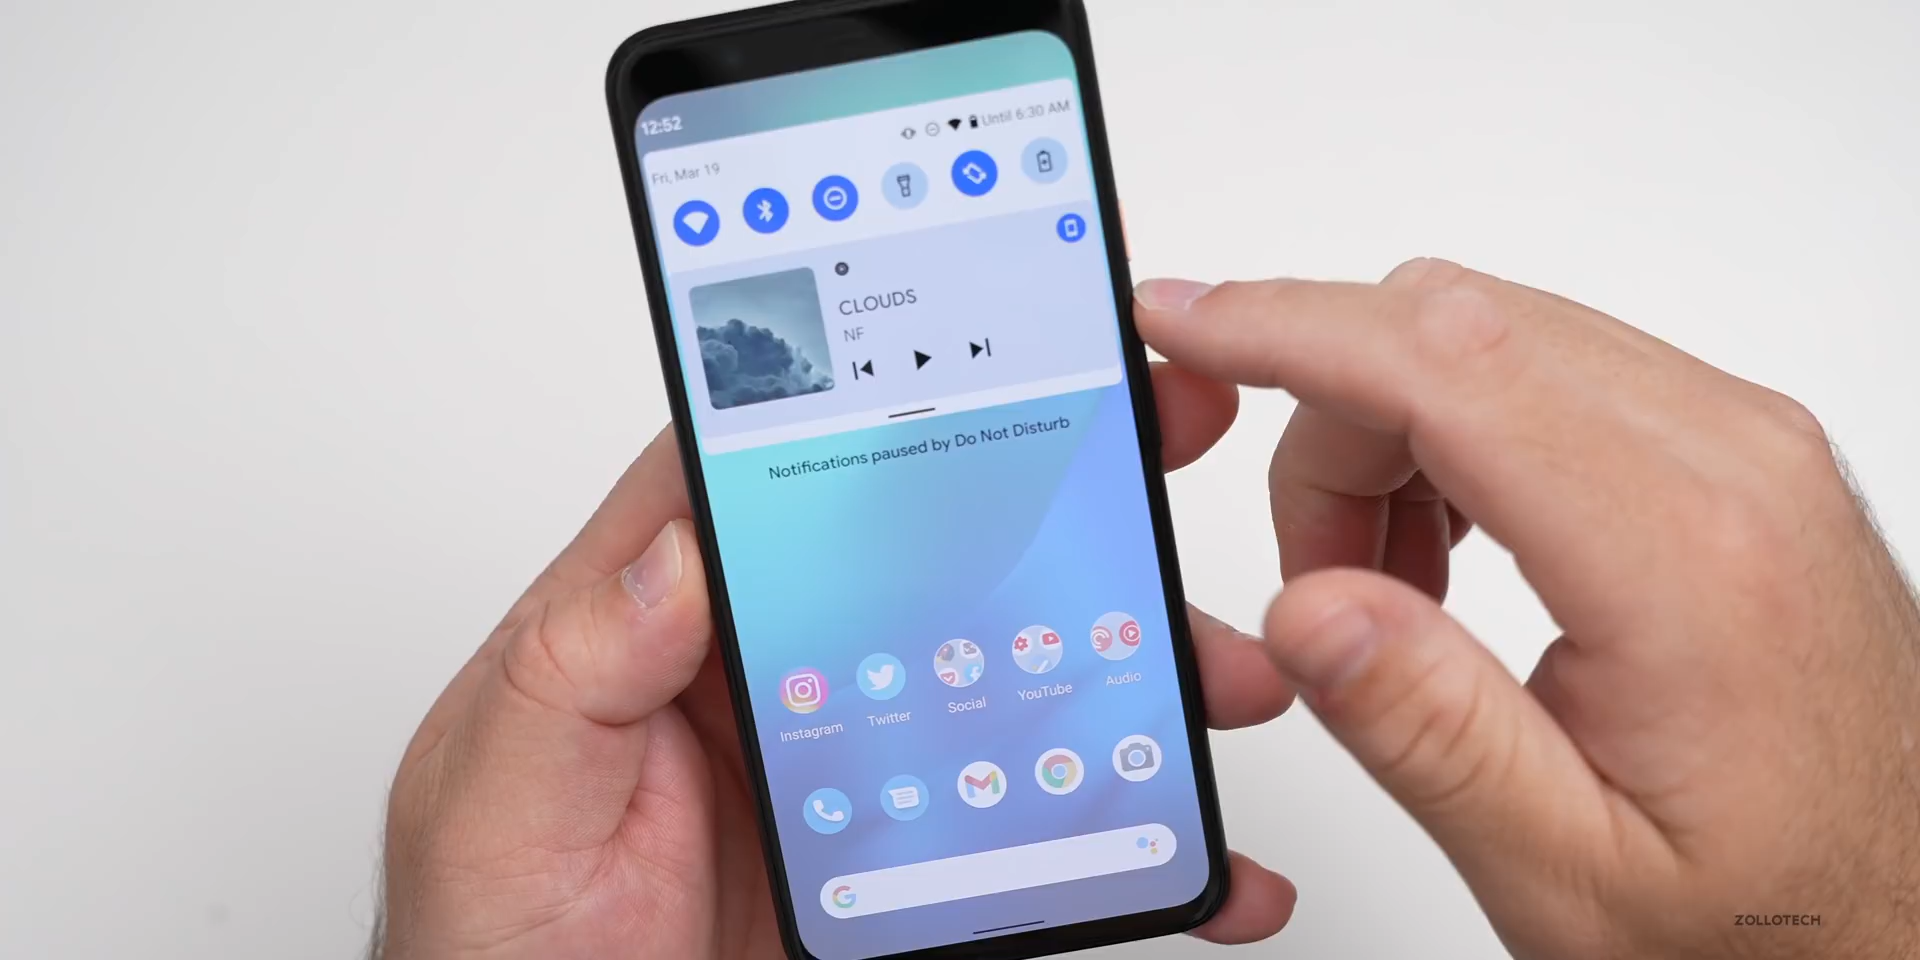 12:52
Until 6:30 AM
Fri, Mar 19
CLOUDS
NF
Notifications paused by Do Not Disturb
Instagram
Twitter
Social
YouTube
Audio
G
ZOLLOTECH